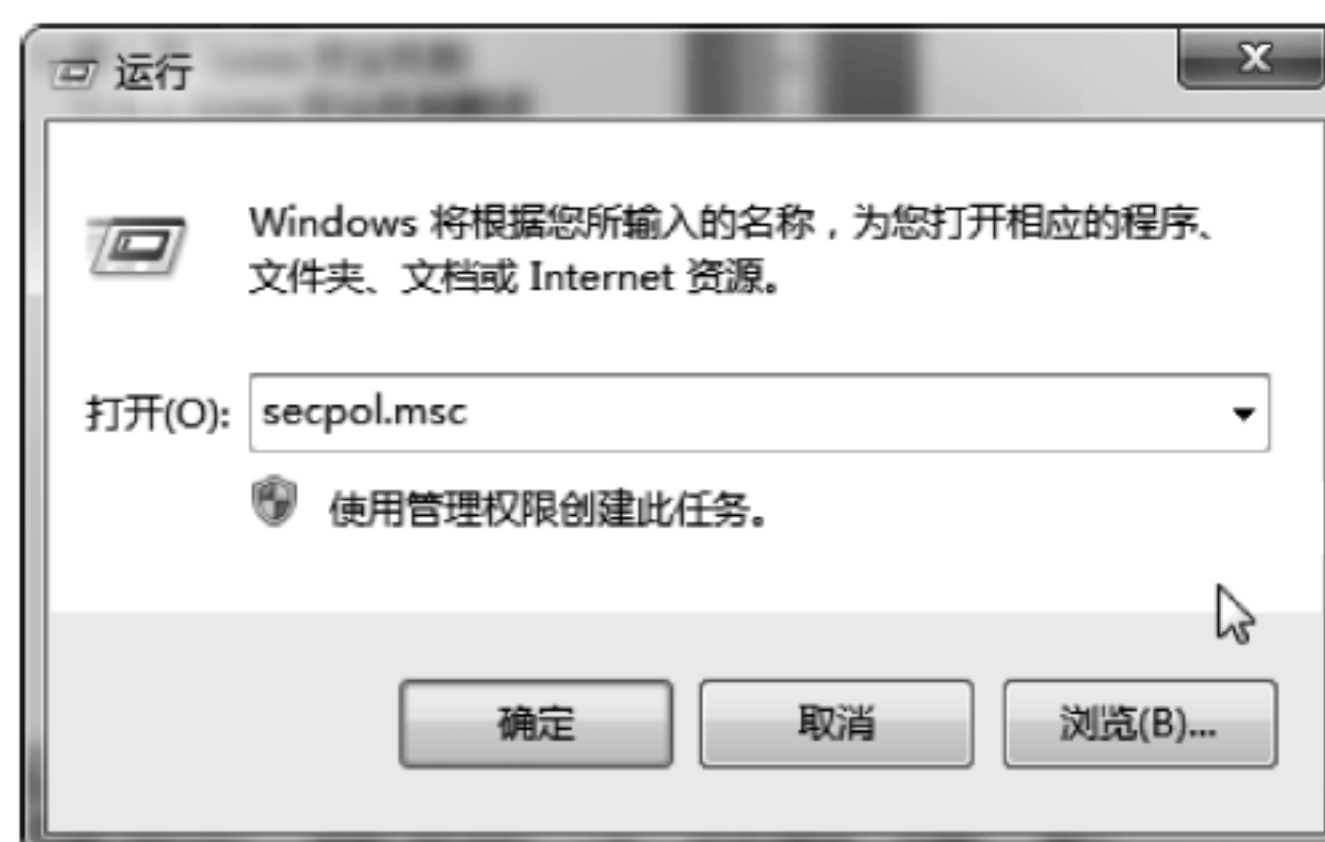 运行
Windows 将根据您所输入的名称，为您打开相应的程序、
文件夹、文档或 Internet 资源。
打开(O): secpol.msc
使用管理权限创建此任务。
确定 取消 浏览(B)...